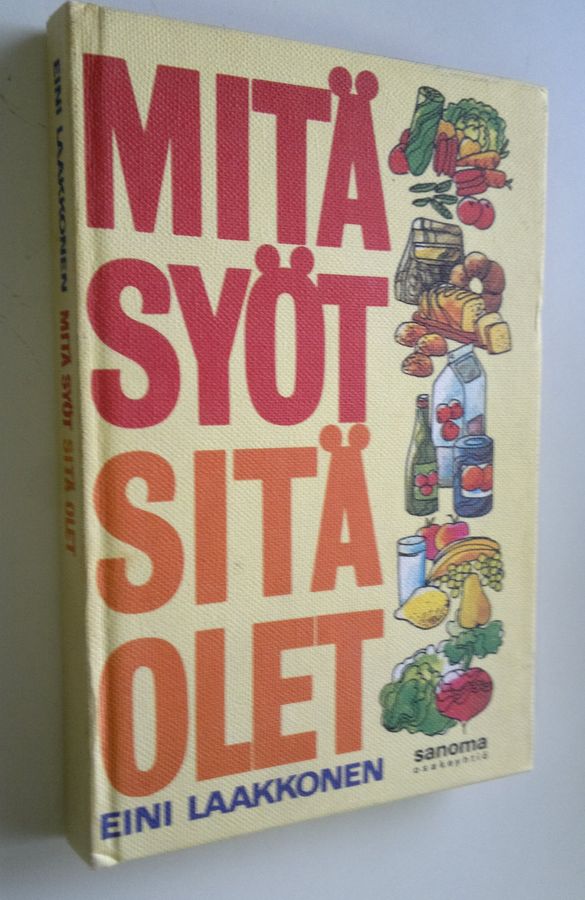 MITÄ
SYÖT
SITÄ
OLET
EINI LAAKKONEN
sanoma
osakeyhtiö
EINI LAAKKONEN MITÄ SYÖT SITÄ OLET